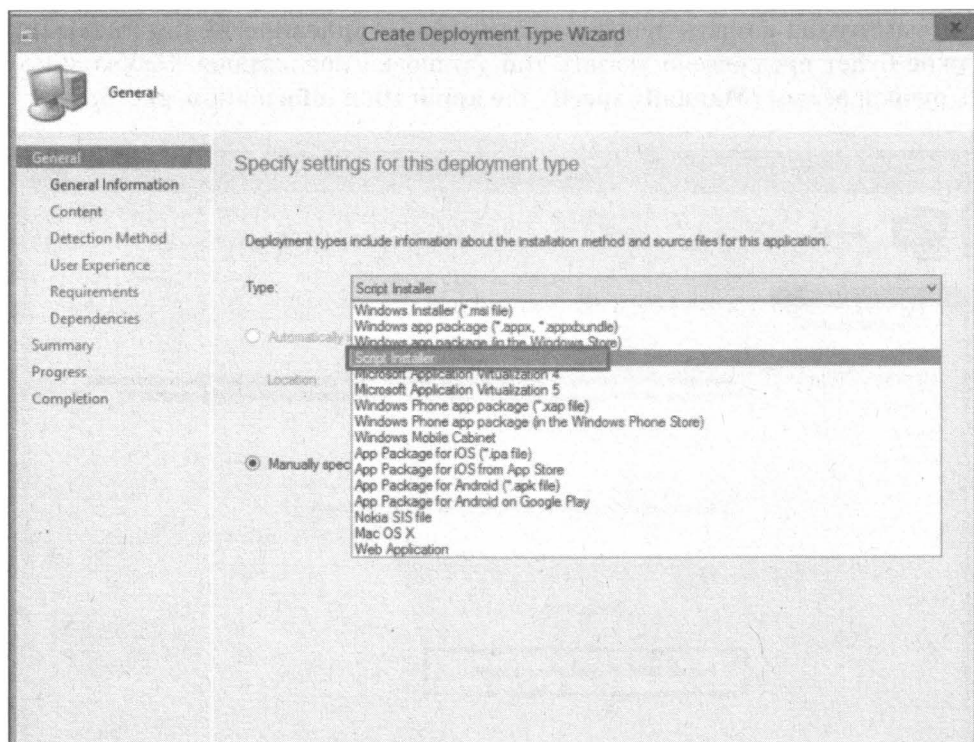 Create Deployment Type Wizard
x
General
General
General Information
Content
Detection Method
User Experience
Requirements
Dependencies
Summary
Progress
Completion
Specify settings for this deployment type
Deployment types include information about the installation method and source files for this application.
Type:
Script Installer
Windows Installer (*.msi file)
Windows app package (*.appx, *.appxbundle)
Windows app package (in the Windows Store)
Script Installer
Microsoft Application Virtualization 4
Microsoft Application Virtualization 5
Windows Phone app package (*.xap file)
Windows Phone app package (in the Windows Phone Store)
Windows Mobile Cabinet
App Package for iOS (*.ipa file)
App Package for iOS from App Store
App Package for Android (*.apk file)
App Package for Android on Google Play
Nokia SIS file
Mac OS X
Web Application
Automatically
Location:
Manually spec